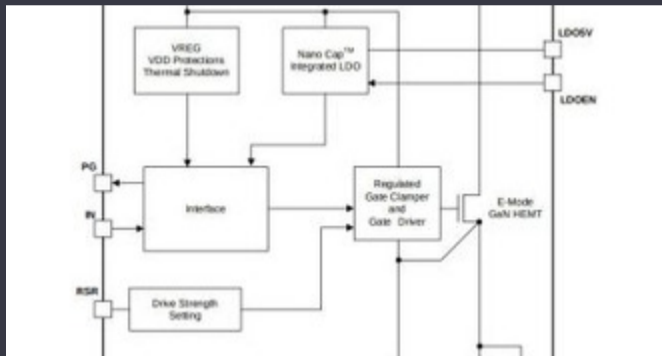 VREG
VDD Protections
Thermal Shutdown
Nano Cap™
Integrated LDO
LDO5V
LDOEN
PG
Interface
Regulated
Gate Clamper
and
Gate Driver
E-Mode
GaN HEMT
IN
RSR
Drive Strength
Setting